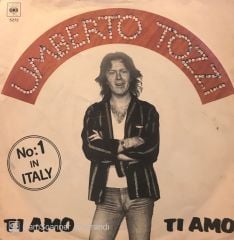 CBS
UMBERTO TOZZI
No: 1
IN
ITALY
TI AMO
TI AMO